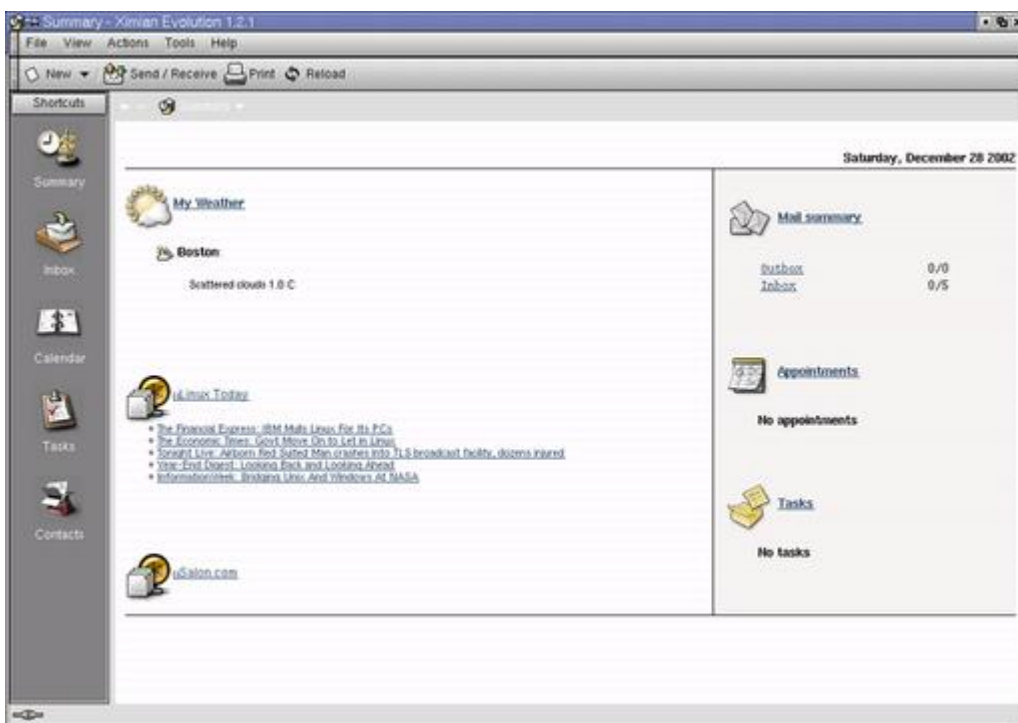 Summary - Ximian Evolution 1.2.1
File View Actions Tools Help
New Send / Receive Print Reload
Shortcuts
Summary
Saturday, December 28 2002
Summary
Inbox
Calendar
Tasks
Contacts
My Weather
Boston
Scattered clouds 1.0 C
uLinux Today
The Financial Express: IBM Mulls Linux For Its PCs
The Economic Times: Govt Move On to Let in Linux
Tonight Live: Airborn Red Suited Man crashes into TLS broadcast facility, dozens injured
Year-End Digest: Looking Back and Looking Ahead
InformationWeek: Bridging Unix And Windows At NASA
uSalon.com
Mail summary
Outbox 0/0
Inbox 0/5
Appointments
No appointments
Tasks
No tasks